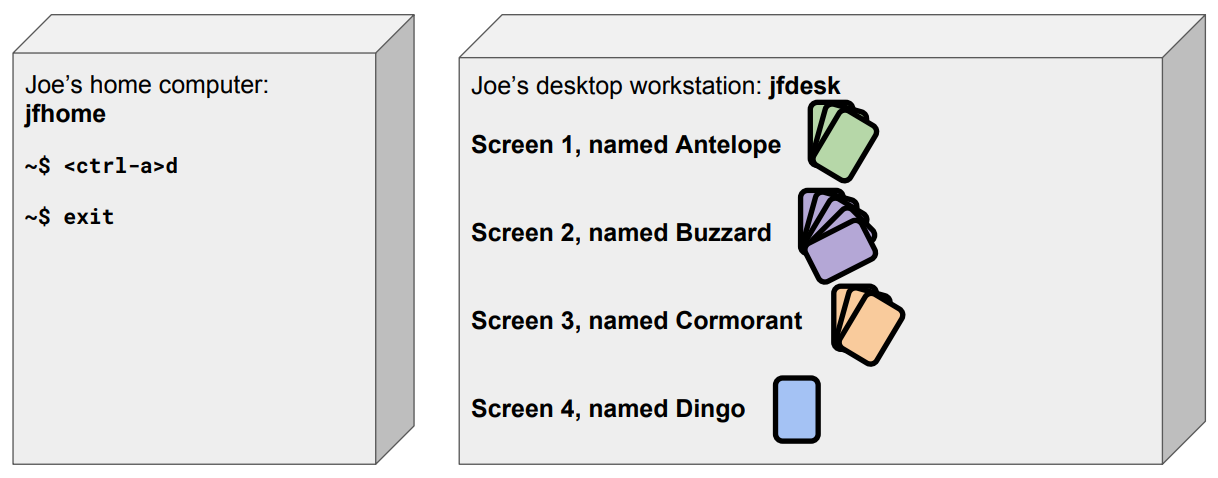 Joe’s home computer:
jfhome
~$ <ctrl-a>d
~$ exit
Joe’s desktop workstation: jfdesk
Screen 1, named Antelope
Screen 2, named Buzzard
Screen 3, named Cormorant
Screen 4, named Dingo